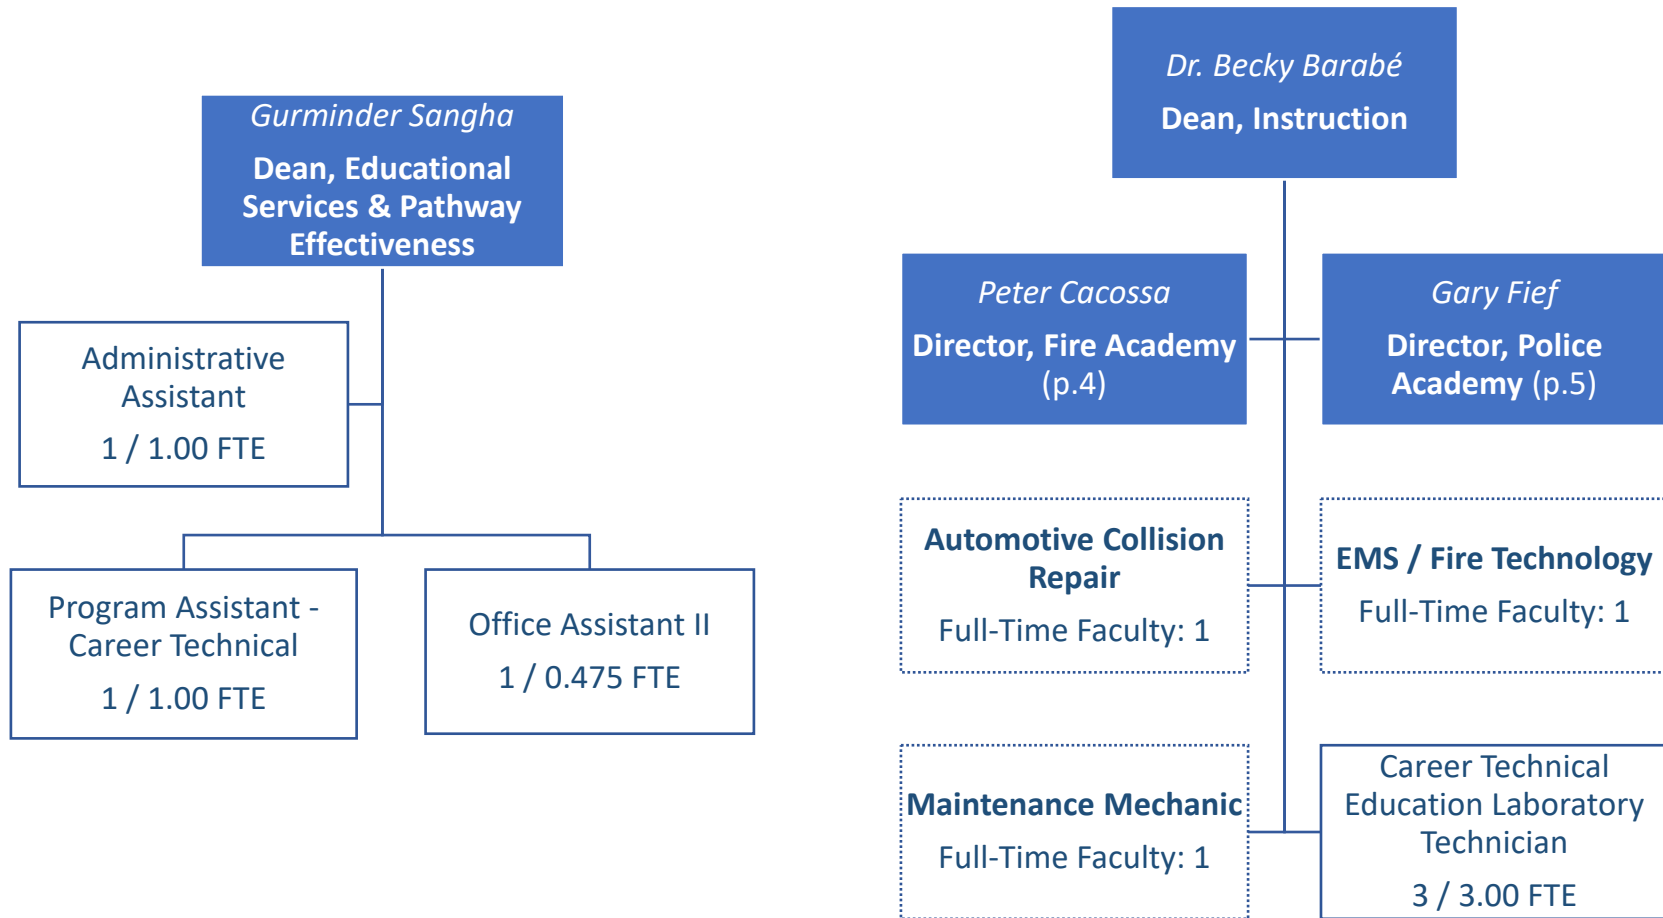 Gurminder Sangha
Dean, Educational
Services & Pathway
Effectiveness
Administrative
Assistant
1 / 1.00 FTE
Program Assistant -
Career Technical
1 / 1.00 FTE
Office Assistant II
1 / 0.475 FTE
Dr. Becky Barabé
Dean, Instruction
Peter Cacossa
Director, Fire Academy
(p.4)
Gary Fief
Director, Police
Academy (p.5)
Automotive Collision
Repair
Full-Time Faculty: 1
EMS / Fire Technology
Full-Time Faculty: 1
Maintenance Mechanic
Full-Time Faculty: 1
Career Technical
Education Laboratory
Technician
3 / 3.00 FTE